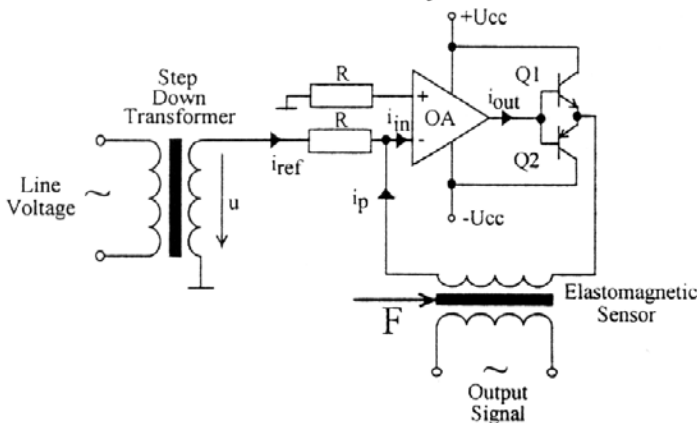 +Ucc
Step
Down
Transformer
R
Q1
+
OA
iout
R
iin
-
iref
Q2
Line
Voltage
~
u
ip
-Ucc
F
Elastomagnetic
Sensor
~
Output
Signal